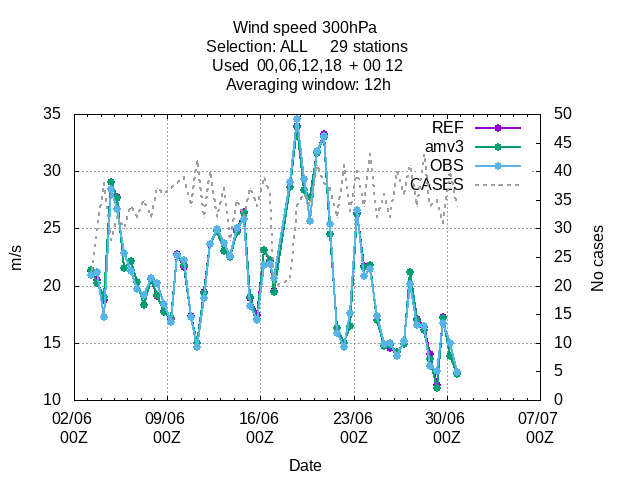 Wind speed 300hPa
Selection: ALL 29 stations
Used 00,06,12,18 + 00 12
Averaging window: 12h
35
30
25
20
15
10
m/s
50
45
40
35
30
25
20
15
10
5
0
No cases
REF
amv3
OBS
CASES
02/06 09/06 16/06 23/06 30/06 07/07
00Z 00Z 00Z 00Z 00Z 00Z
Date